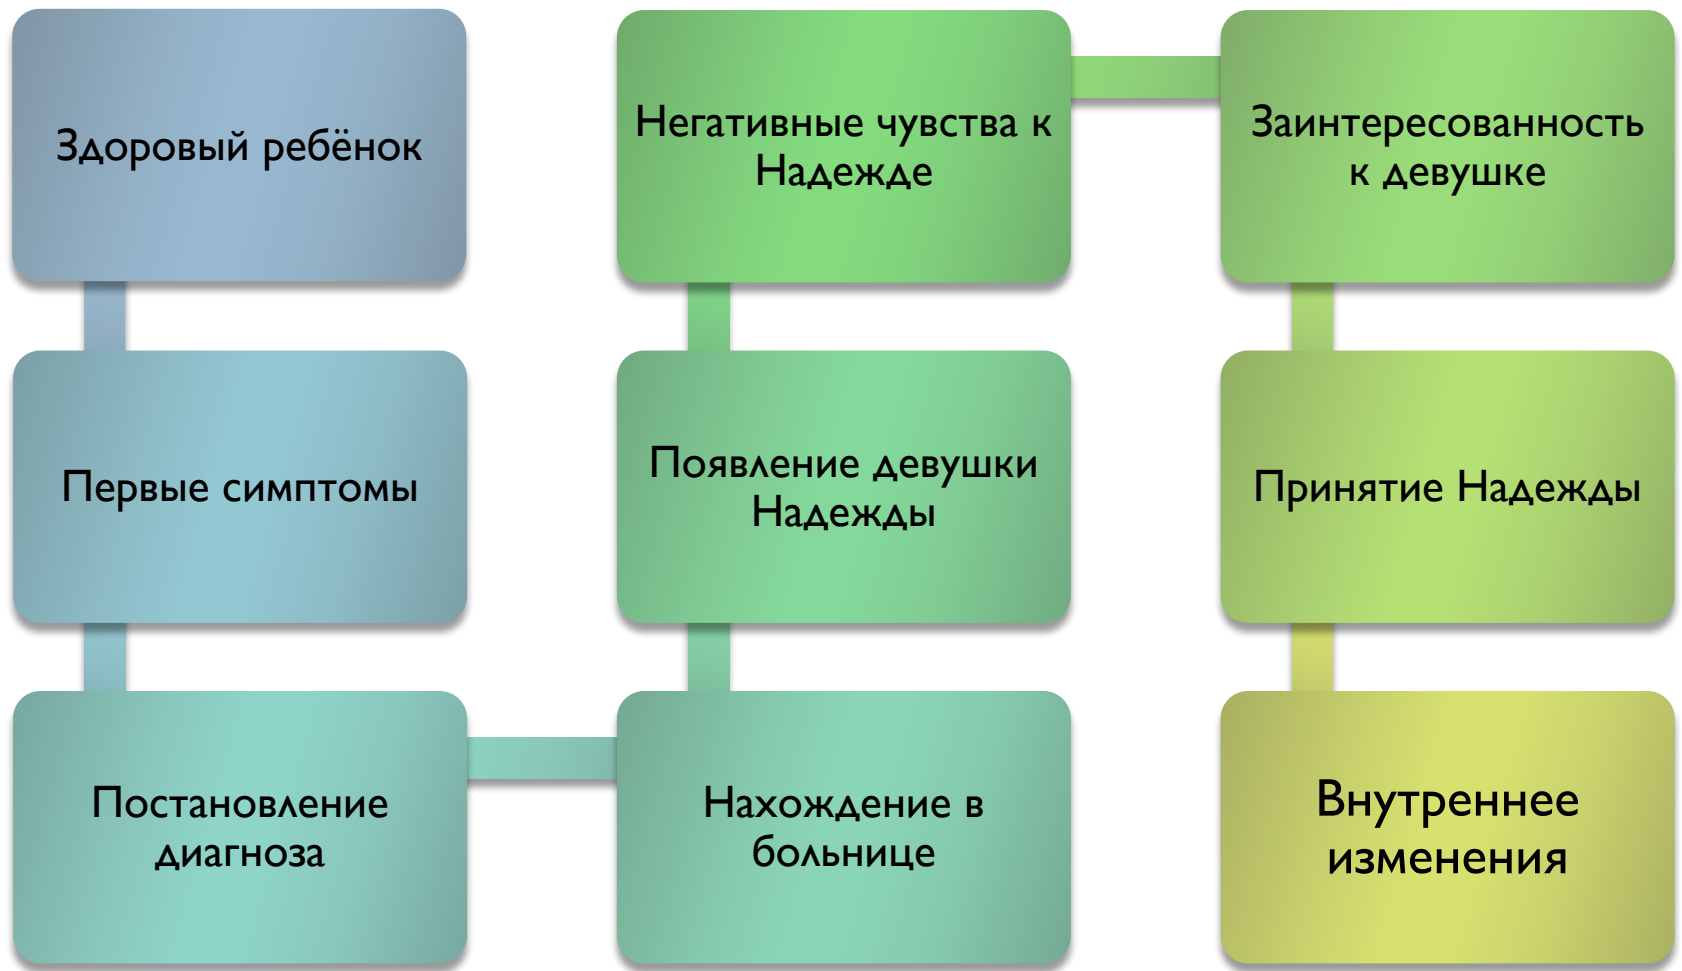 Здоровый ребёнок
Первые симптомы
Постановление
диагноза
Нахождение в
больнице
Появление девушки
Надежды
Негативные чувства к
Надежде
Заинтересованность
к девушке
Принятие Надежды
Внутреннее
изменения